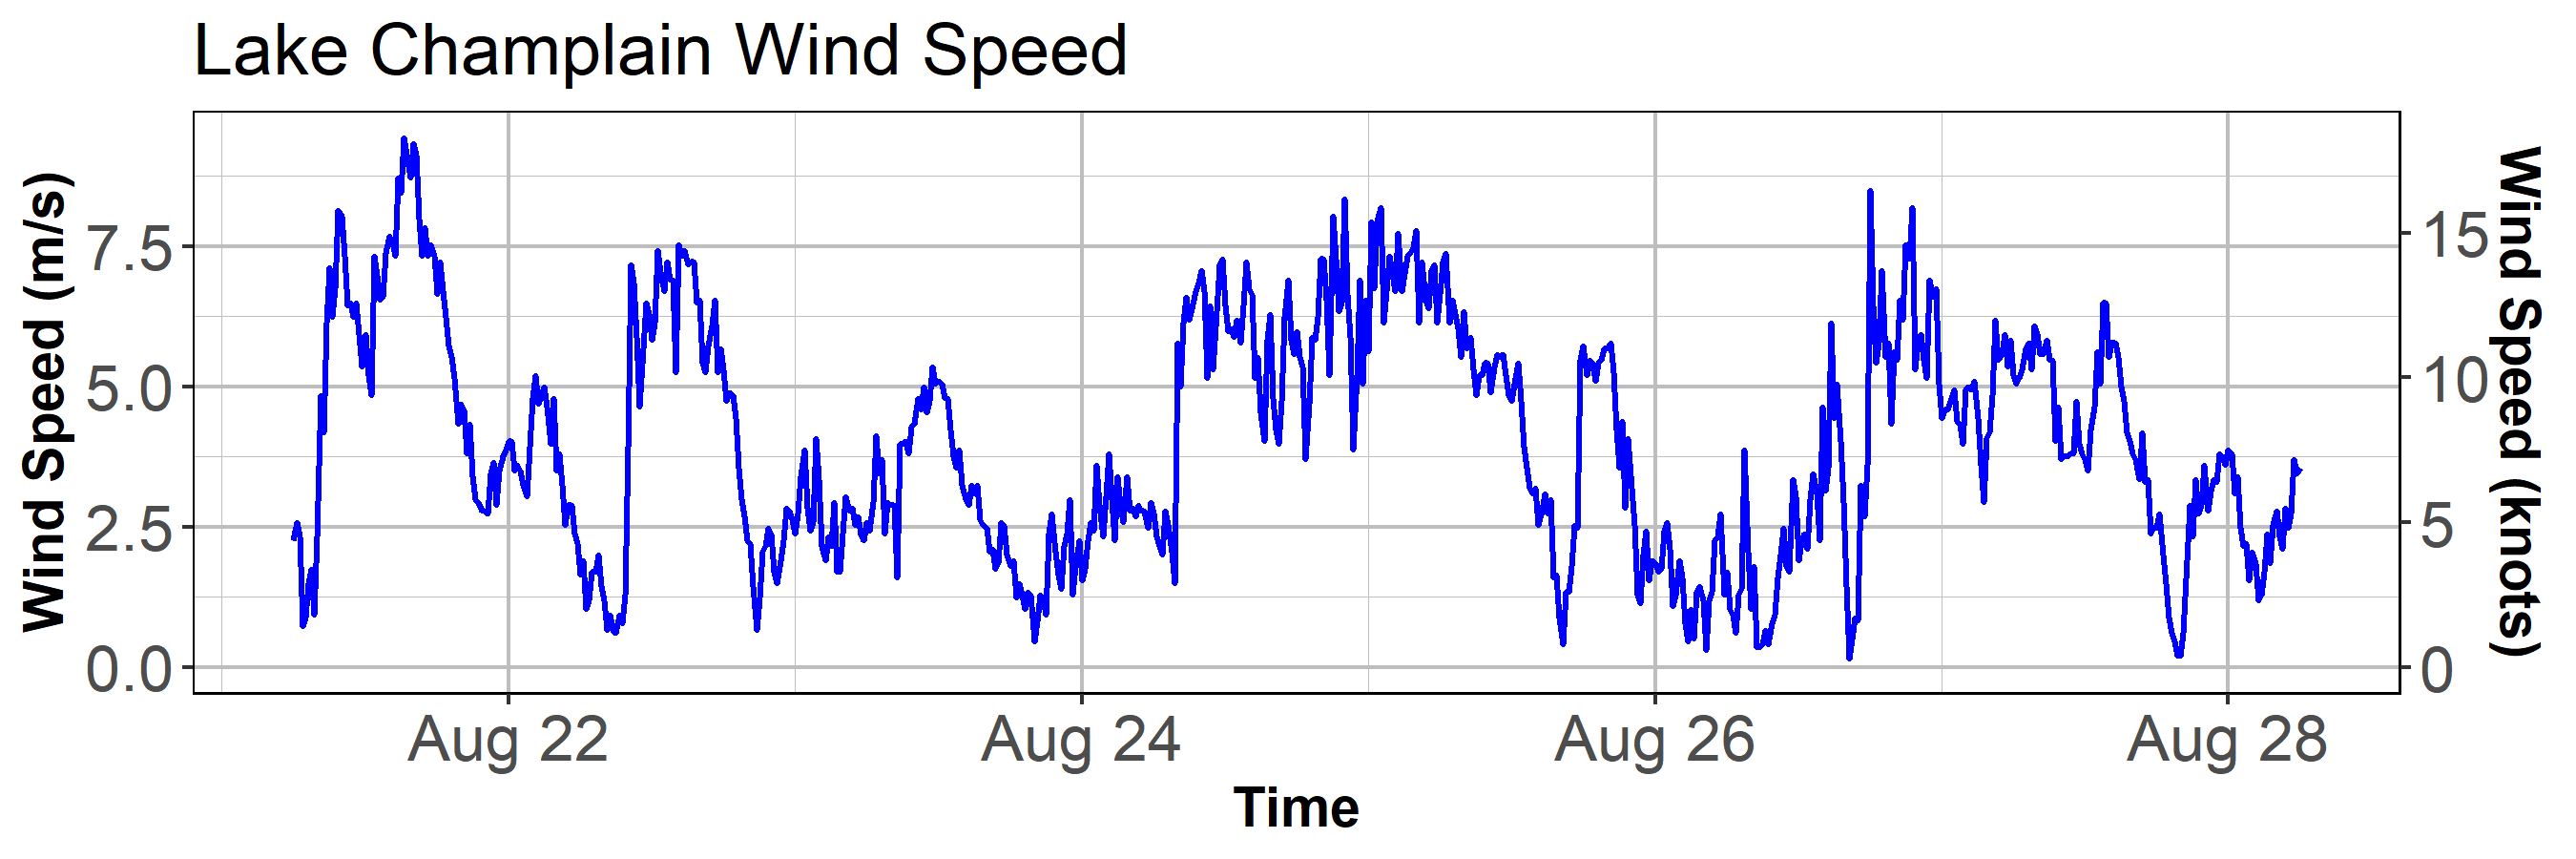 Lake Champlain Wind Speed
Wind Speed (m/s)
7.5
5.0
2.5
0.0
Wind Speed (knots)
15
10
5
0
Aug 22 Aug 24 Aug 26 Aug 28
Time